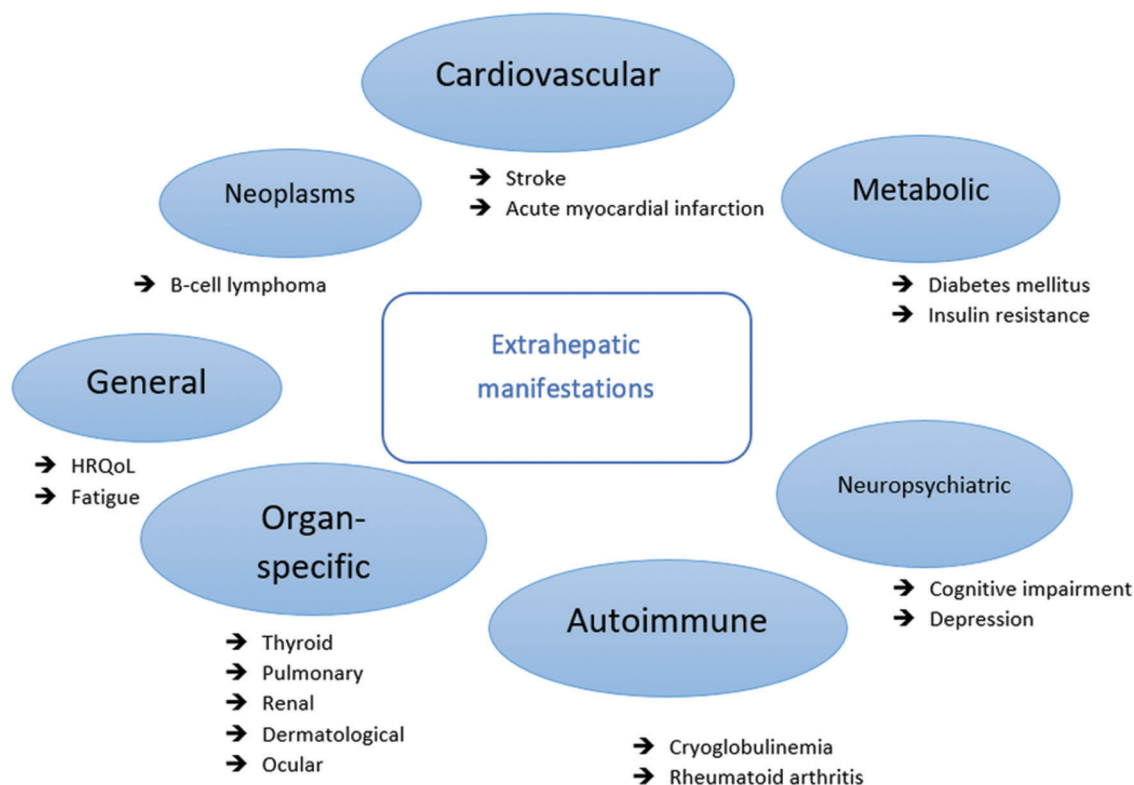 Cardiovascular
➔ Stroke
➔ Acute myocardial infarction
Neoplasms
➔ B-cell lymphoma
Metabolic
➔ Diabetes mellitus
➔ Insulin resistance
Extrahepatic
manifestations
General
➔ HRQoL
➔ Fatigue
Neuropsychiatric
➔ Cognitive impairment
➔ Depression
Organ-
specific
➔ Thyroid
➔ Pulmonary
➔ Renal
➔ Dermatological
➔ Ocular
Autoimmune
➔ Cryoglobulinemia
➔ Rheumatoid arthritis